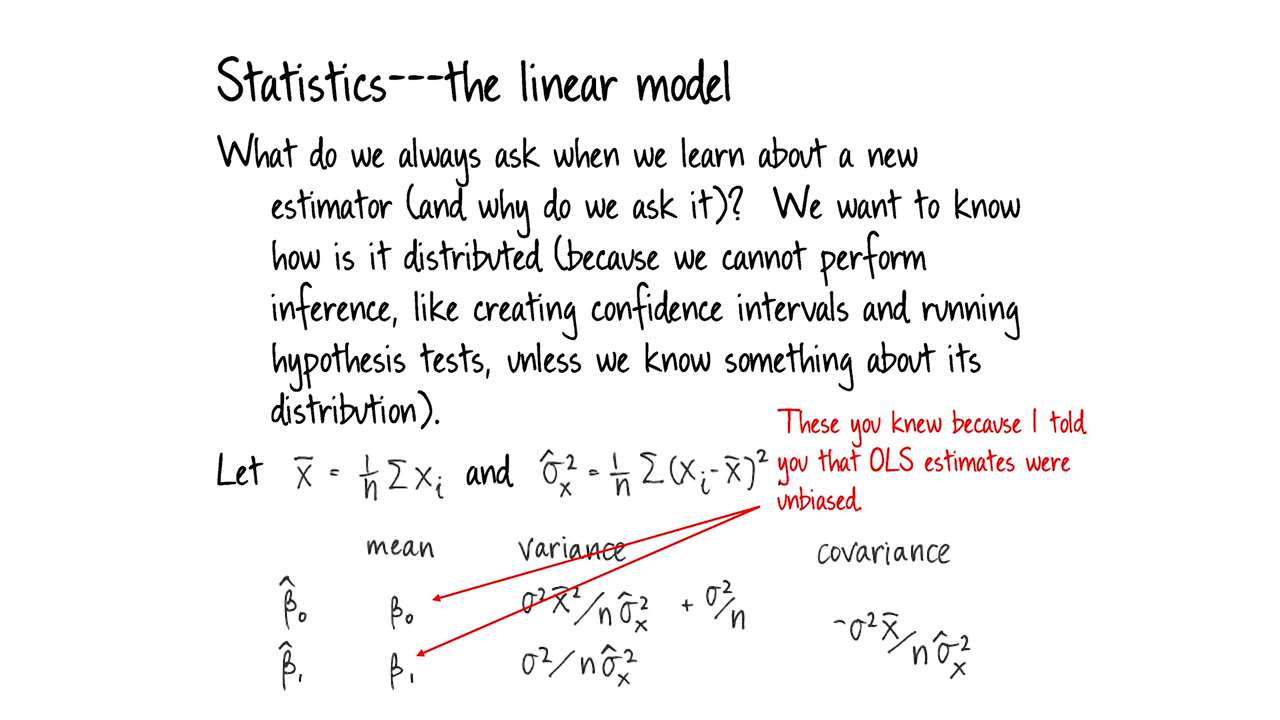 Statistics---the linear model
What do we always ask when we learn about a new
estimator (and why do we ask it)? We want to know
how is it distributed (because we cannot perform
inference, like creating confidence intervals and running
hypothesis tests, unless we know something about its
distribution).
These you knew because I told
you that OLS estimates were
unbiased.
Let x̄ = 1/n Σ xᵢ and σ̂ₓ² = 1/n Σ(xᵢ-x̄)²
mean variance covariance
β̂₀ β₀ σ²x̄²/nσ̂ₓ² + σ²/n
-σ²x̄/nσ̂ₓ²
β̂₁ β₁ σ²/nσ̂ₓ²